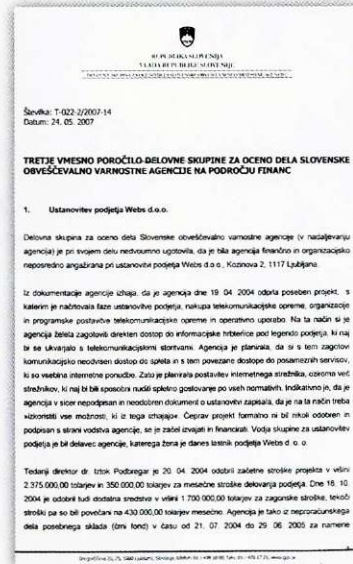 REPUBLIKA SLOVENIJA
VLADA REPUBLIKE SLOVENIJE
Številka: T-022-2/2007-14
Datum: 24. 05. 2007
TRETJE VMESNO POROČILO DELOVNE SKUPINE ZA OCENO DELA SLOVENSKE
OBVEŠČEVALNO VARNOSTNE AGENCIJE NA PODROČJU FINANC
1. Ustanovitev podjetja Webs d.o.o.
Delovna skupina za oceno dela Slovenske obveščevalno varnostne agencije (v nadaljevanju
agencija) je pri svojem delu nedvoumno ugotovila, da je bila agencija finančno in organizacijsko
neposredno angažirana pri ustanovitvi podjetja Webs d.o.o., Kozinova 2, 1117 Ljubljana.
Iz dokumentacije agencije izhaja, da je agencija dne 19. 04. 2004 odprla poseben projekt, s
katerim je načrtovala faze ustanovitve podjetja, nakupa telekomunikacijske opreme, organizacije
in programske postavitve telekomunikacijske opreme in operativno uporabo. Na ta način si je
agencija želela zagotoviti direkten dostop do informacijske hrbtenice pod legendo podjetja, ki naj
bi se ukvarjalo s telekomunikacijskimi storitvami. Agencija je planirala, da si s tem zagotovi
komunikacijsko neodvisen dostop do spleta in s tem povezane dostope do posameznih servisov,
ki so vsebina internetne ponudbe. Zato je planirala postavitev internetnega strežnika, oziroma več
strežnikov, ki naj bi bili sposobni nuditi spletno gostovanje po vseh normativih. Indikativno je, da je
agencija v sicer nepodpisan in neodobren dokument o ustanovitvi zapisala, da je na ta način treba
»izkoristiti vse možnosti, ki iz tega izhajajo«. Čeprav projekt formalno ni bil nikoli odobren in
podpisan s strani vodstva agencije, se je začel izvajati in financirati. Vodja skupine za ustanovitev
podjetja je bil delavec agencije, katerega žena je danes lastnik podjetja Webs d. o. o.
Tedanji direktor dr. Iztok Podbregar je 20. 04. 2004 odobril začetne stroške projekta v višini
2.375.000,00 tolarjev in 350.000,00 tolarjev za mesečne stroške delovanja podjetja. Dne 18. 10.
2004 je odobril tudi dodatna sredstva v višini 1.700.000,00 tolarjev za zagonske stroške, tekoči
stroški pa so bili povečani na 430.000,00 tolarjev mesečno. Agencija je tako iz neproračunskega
dela posebnega sklada (črni fond) v času od 21. 07. 2004 do 29. 06. 2005 za namene